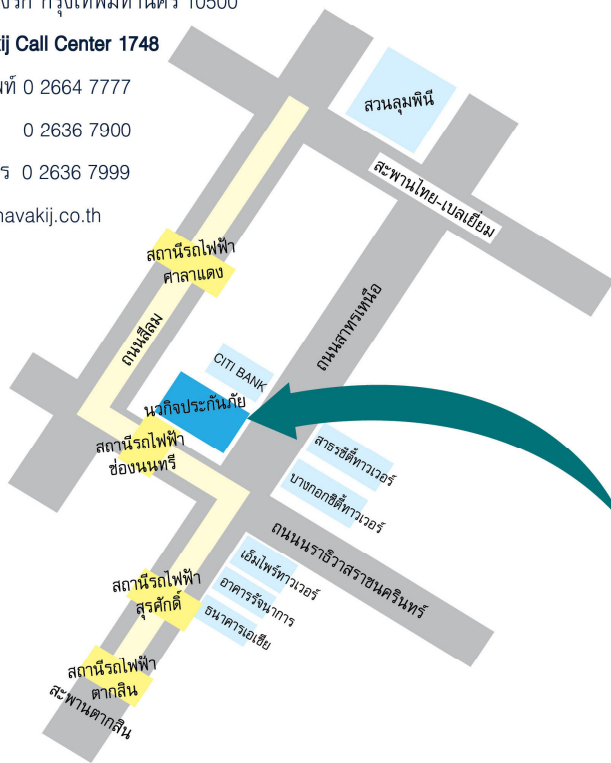 กรุงเทพมหานคร 10500
Call Center 1748
0 2664 7777
0 2636 7900
0 2636 7999
navakij.co.th
สวนลุมพินี
สะพานไทย-เบลเยี่ยม
สถานีรถไฟฟ้า
ศาลาแดง
ถนนสาทรเหนือ
ถนนสีลม
CITI BANK
นวกิจประกันภัย
สถานีรถไฟฟ้า
ช่องนนทรี
สาธรซิตี้ทาวเวอร์
บางกอกซิตี้ทาวเวอร์
ถนนนราธิวาสราชนครินทร์
เอ็มไพร์ทาวเวอร์
อาคารรัจนาการ
ธนาคารเอเชีย
สถานีรถไฟฟ้า
สุรศักดิ์
สถานีรถไฟฟ้า
ตากสิน
สะพานตากสิน